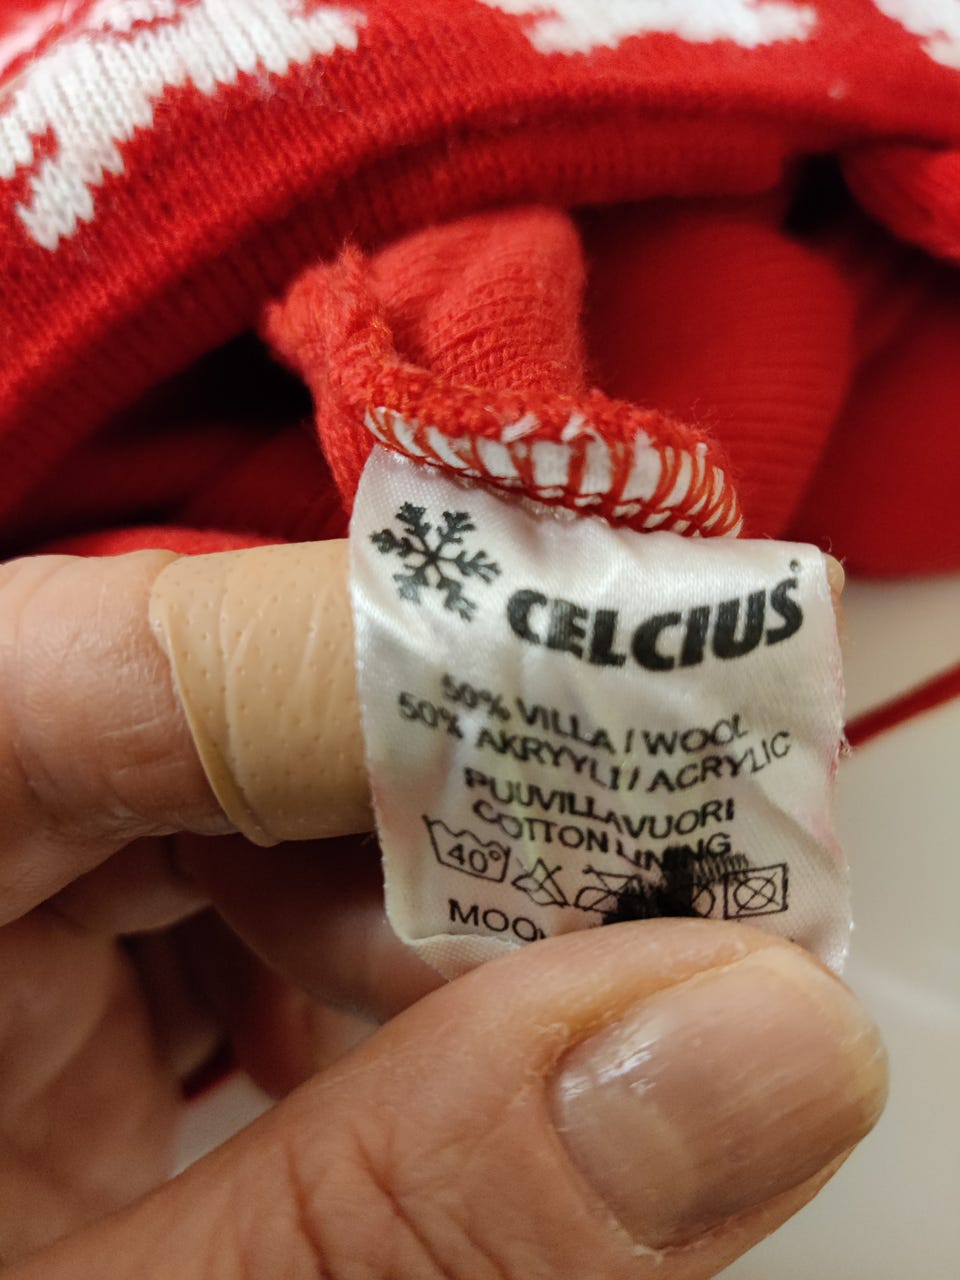 CELCIUS
50% VILLA / WOOL
50% AKRYYLI / ACRYLIC
PUUVILLAVUORI
COTTON LINING
40°